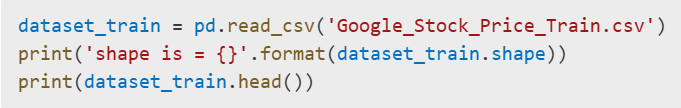 dataset_train = pd.read_csv('Google_Stock_Price_Train.csv')
print('shape is = {}'.format(dataset_train.shape))
print(dataset_train.head())